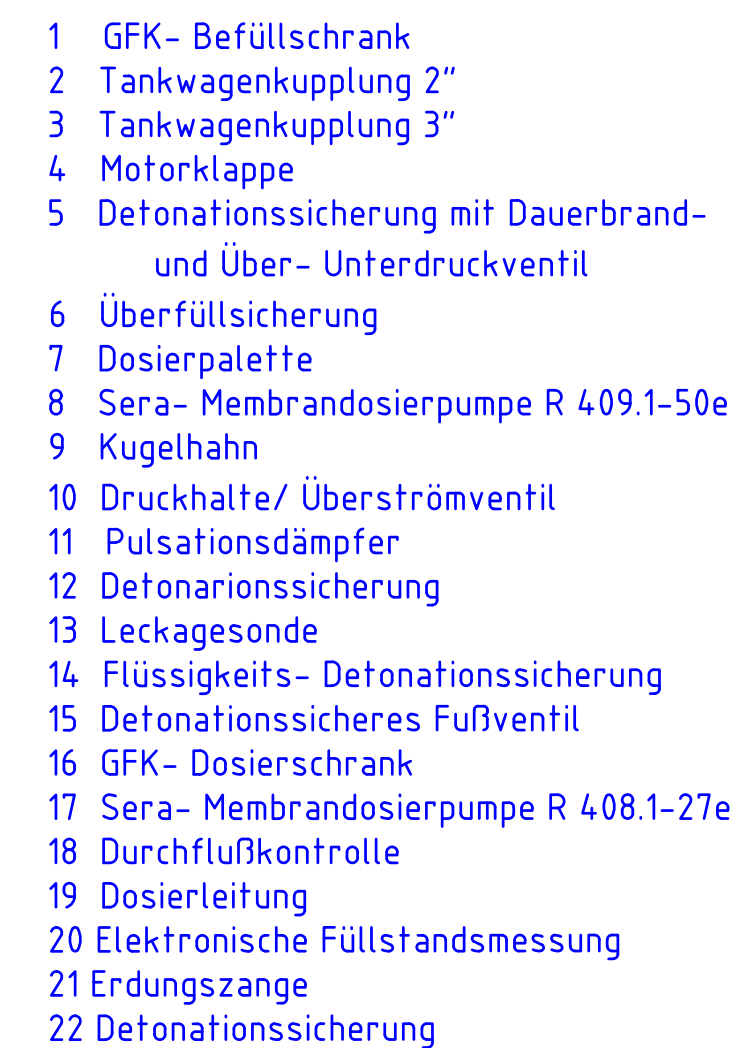 1 GFK- Befüllschrank
2 Tankwagenkupplung 2"
3 Tankwagenkupplung 3"
4 Motorklappe
5 Detonationssicherung mit Dauerbrand-
und Über- Unterdruckventil
6 Überfüllsicherung
7 Dosierpalette
8 Sera- Membrandosierpumpe R 409.1-50e
9 Kugelhahn
10 Druckhalte/ Überströmventil
11 Pulsationsdämpfer
12 Detonarionssicherung
13 Leckagesonde
14 Flüssigkeits- Detonationssicherung
15 Detonationssicheres Fußventil
16 GFK- Dosierschrank
17 Sera- Membrandosierpumpe R 408.1-27e
18 Durchflußkontrolle
19 Dosierleitung
20 Elektronische Füllstandsmessung
21 Erdungszange
22 Detonationssicherung